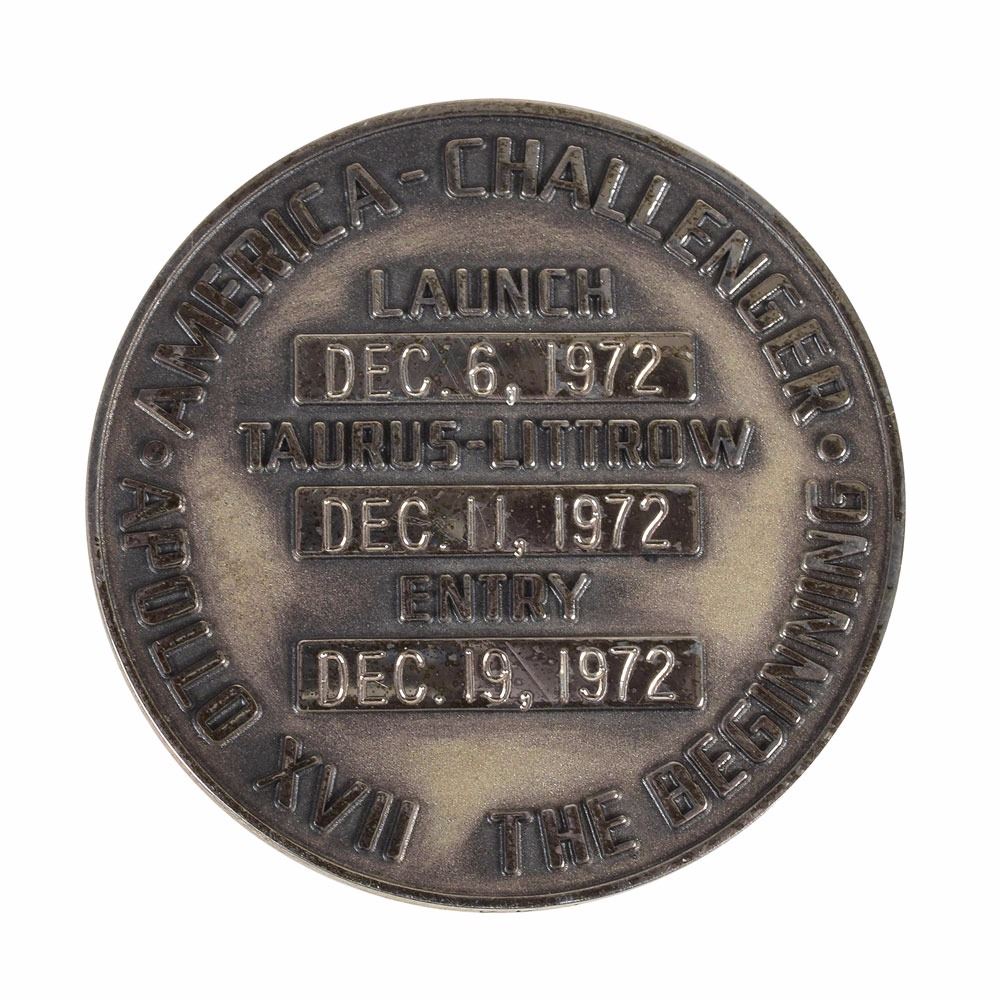 AMERICA - CHALLENGER
LAUNCH
DEC. 6, 1972
TAURUS-LITTROW
DEC. 11, 1972
ENTRY
DEC. 19, 1972
APOLLO XVII THE BEGINNING